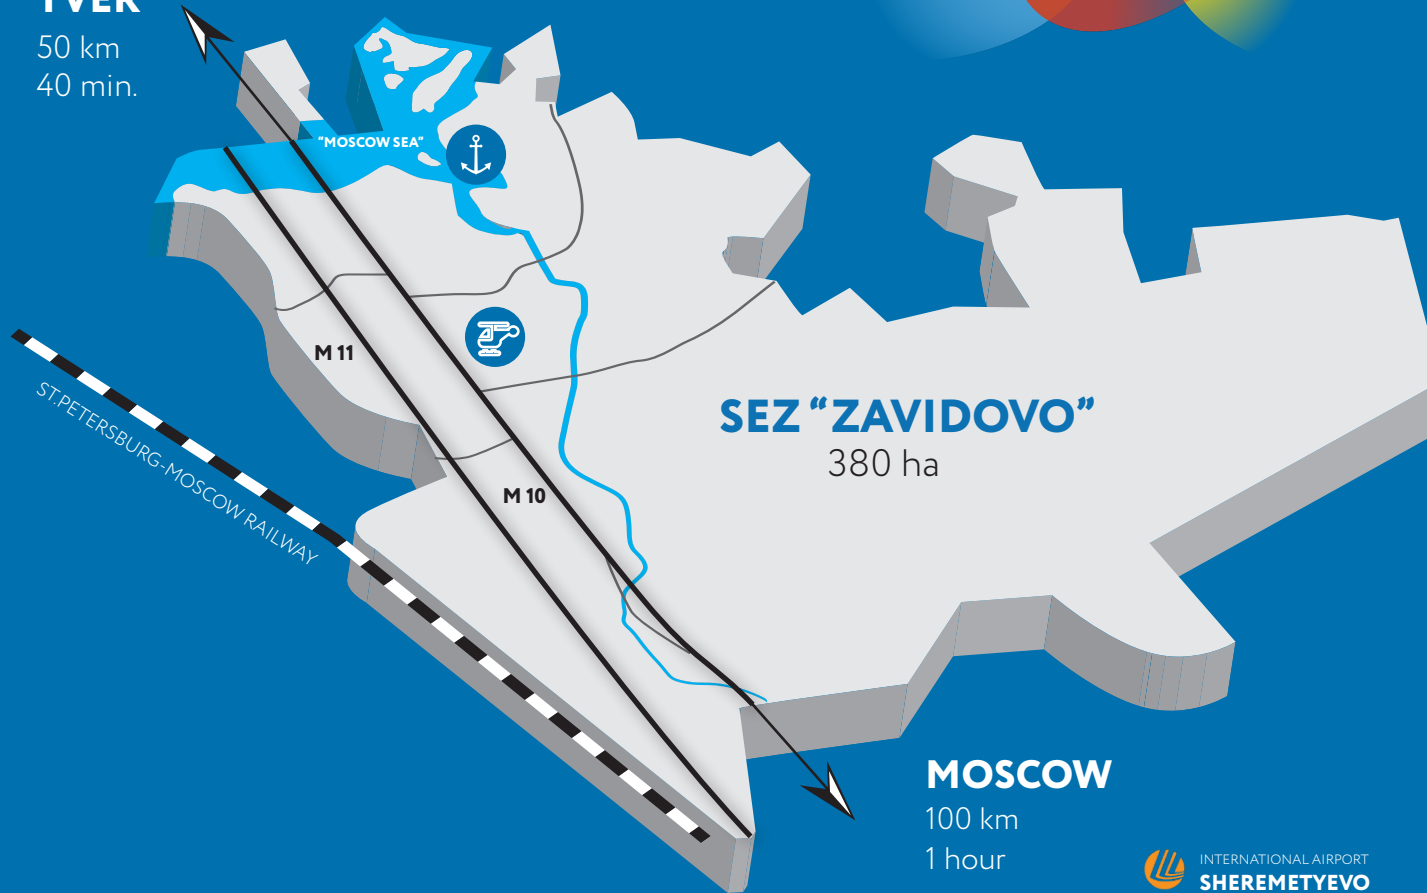 TVER
50 km
40 min.
"MOSCOW SEA"
M 11
ST.PETERSBURG-MOSCOW RAILWAY
SEZ “ZAVIDOVO”
380 ha
M 10
MOSCOW
100 km
1 hour
INTERNATIONAL AIRPORT
SHEREMETYEVO